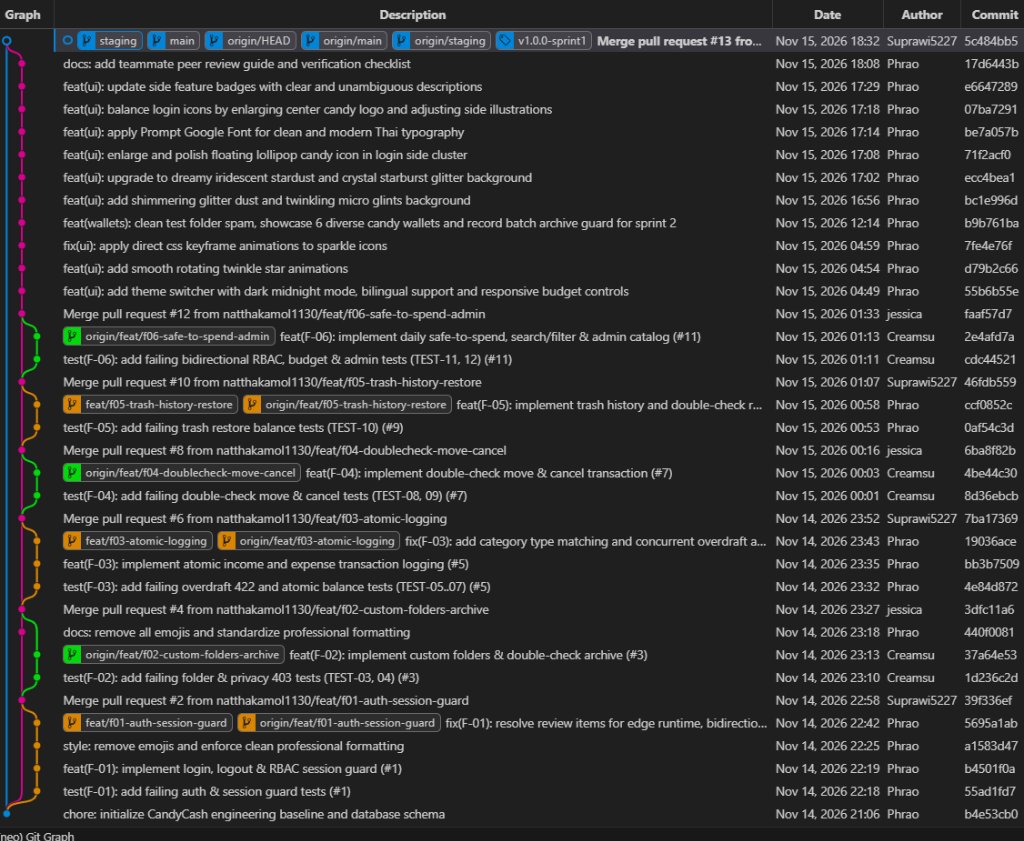 Graph Description Date Author Commit
staging main origin/HEAD origin/main origin/staging v1.0.0-sprint1 Merge pull request #13 fro... Nov 15, 2026 18:32 Suprawi5227 5c484bb5
docs: add teammate peer review guide and verification checklist Nov 15, 2026 18:08 Phrao 17d6443b
feat(ui): update side feature badges with clear and unambiguous descriptions Nov 15, 2026 17:29 Phrao e6647289
feat(ui): balance login icons by enlarging center candy logo and adjusting side illustrations Nov 15, 2026 17:18 Phrao 07ba7291
feat(ui): apply Prompt Google Font for clean and modern Thai typography Nov 15, 2026 17:14 Phrao be7a057b
feat(ui): enlarge and polish floating lollipop candy icon in login side cluster Nov 15, 2026 17:08 Phrao 71f2acf0
feat(ui): upgrade to dreamy iridescent stardust and crystal starburst glitter background Nov 15, 2026 17:02 Phrao ecc4bea1
feat(ui): add shimmering glitter dust and twinkling micro glints background Nov 15, 2026 16:56 Phrao bc1e996d
feat(wallets): clean test folder spam, showcase 6 diverse candy wallets and record batch archive guard for sprint 2 Nov 15, 2026 12:14 Phrao b9b761ba
fix(ui): apply direct css keyframe animations to sparkle icons Nov 15, 2026 04:59 Phrao 7fe4e76f
feat(ui): add smooth rotating twinkle star animations Nov 15, 2026 04:54 Phrao d79b2c66
feat(ui): add theme switcher with dark midnight mode, bilingual support and responsive budget controls Nov 15, 2026 04:49 Phrao 55b6b55e
Merge pull request #12 from natthakamol1130/feat/f06-safe-to-spend-admin Nov 15, 2026 01:33 jessica faaf57d7
origin/feat/f06-safe-to-spend-admin feat(F-06): implement daily safe-to-spend, search/filter & admin catalog (#11) Nov 15, 2026 01:13 Creamsu 2e4afd7a
test(F-06): add failing bidirectional RBAC, budget & admin tests (TEST-11, 12) (#11) Nov 15, 2026 01:11 Creamsu cdc44521
Merge pull request #10 from natthakamol1130/feat/f05-trash-history-restore Nov 15, 2026 01:07 Suprawi5227 46fdb559
feat/f05-trash-history-restore origin/feat/f05-trash-history-restore feat(F-05): implement trash history and double-check r... Nov 15, 2026 00:58 Phrao ccf0852c
test(F-05): add failing trash restore balance tests (TEST-10) (#9) Nov 15, 2026 00:53 Phrao 0af54c3d
Merge pull request #8 from natthakamol1130/feat/f04-doublecheck-move-cancel Nov 15, 2026 00:16 jessica 6ba8f82b
origin/feat/f04-doublecheck-move-cancel feat(F-04): implement double-check move & cancel transaction (#7) Nov 15, 2026 00:03 Creamsu 4be44c30
test(F-04): add failing double-check move & cancel tests (TEST-08, 09) (#7) Nov 15, 2026 00:01 Creamsu 8d36ebcb
Merge pull request #6 from natthakamol1130/feat/f03-atomic-logging Nov 14, 2026 23:52 Suprawi5227 7ba17369
feat/f03-atomic-logging origin/feat/f03-atomic-logging fix(F-03): add category type matching and concurrent overdraft a... Nov 14, 2026 23:43 Phrao 19036ace
feat(F-03): implement atomic income and expense transaction logging (#5) Nov 14, 2026 23:35 Phrao bb3b7509
test(F-03): add failing overdraft 422 and atomic balance tests (TEST-05..07) (#5) Nov 14, 2026 23:32 Phrao 4e84d872
Merge pull request #4 from natthakamol1130/feat/f02-custom-folders-archive Nov 14, 2026 23:27 jessica 3dfc11a6
docs: remove all emojis and standardize professional formatting Nov 14, 2026 23:18 Phrao 440f0081
origin/feat/f02-custom-folders-archive feat(F-02): implement custom folders & double-check archive (#3) Nov 14, 2026 23:13 Creamsu 37a64e53
test(F-02): add failing folder & privacy 403 tests (TEST-03, 04) (#3) Nov 14, 2026 23:10 Creamsu 1d236c2d
Merge pull request #2 from natthakamol1130/feat/f01-auth-session-guard Nov 14, 2026 22:58 Suprawi5227 39f336ef
feat/f01-auth-session-guard origin/feat/f01-auth-session-guard fix(F-01): resolve review items for edge runtime, bidirectio... Nov 14, 2026 22:42 Phrao 5695a1ab
style: remove emojis and enforce clean professional formatting Nov 14, 2026 22:25 Phrao a1583d47
feat(F-01): implement login, logout & RBAC session guard (#1) Nov 14, 2026 22:19 Phrao b4501f0a
test(F-01): add failing auth & session guard tests (#1) Nov 14, 2026 22:18 Phrao 55ad1fd7
chore: initialize CandyCash engineering baseline and database schema Nov 14, 2026 21:06 Phrao b4e53cb0
neo) Git Graph